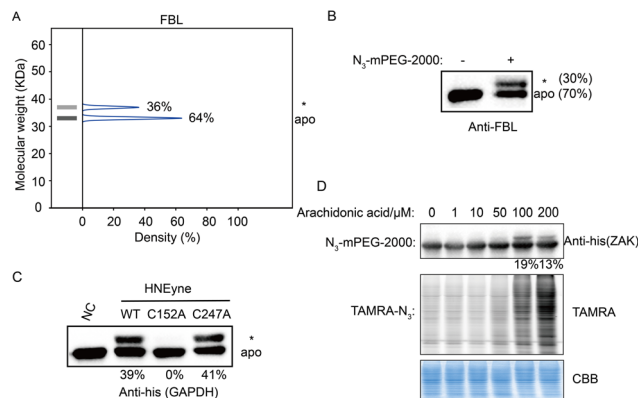 A
FBL
Molecular weight (KDa)
60
50
40
30
20
10
0
36%
64%
*
apo
0 20 40 60 80 100
Density (%)
B
N3-mPEG-2000: - +
* (30%)
apo (70%)
Anti-FBL
C
HNEyne
NC WT C152A C247A
*
apo
39% 0% 41%
Anti-his (GAPDH)
D
Arachidonic acid/μM: 0 1 10 50 100 200
N3-mPEG-2000: Anti-his(ZAK)
19% 13%
TAMRA-N3: TAMRA
CBB